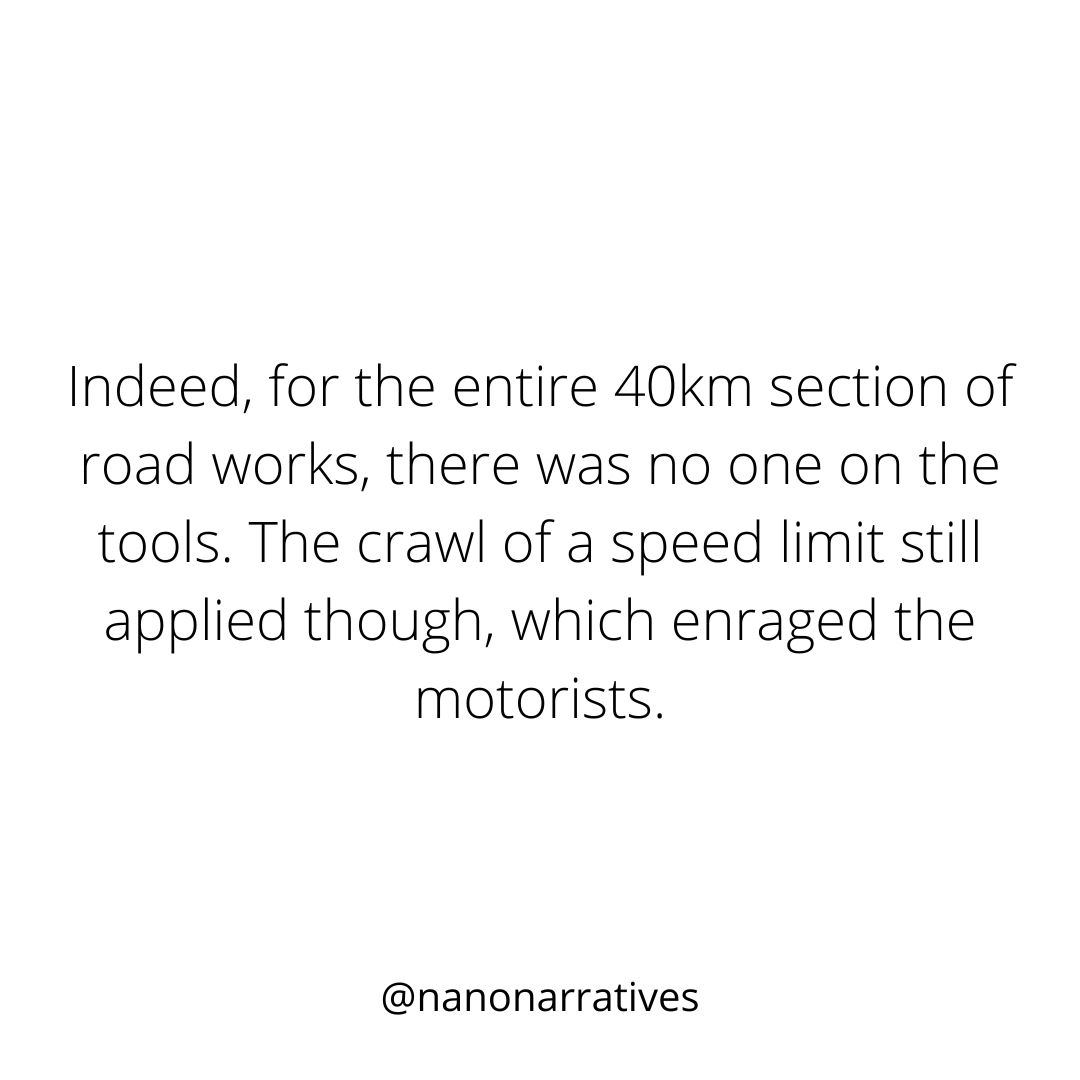 Indeed, for the entire 40km section of
road works, there was no one on the
tools. The crawl of a speed limit still
applied though, which enraged the
motorists.
@nanonarratives